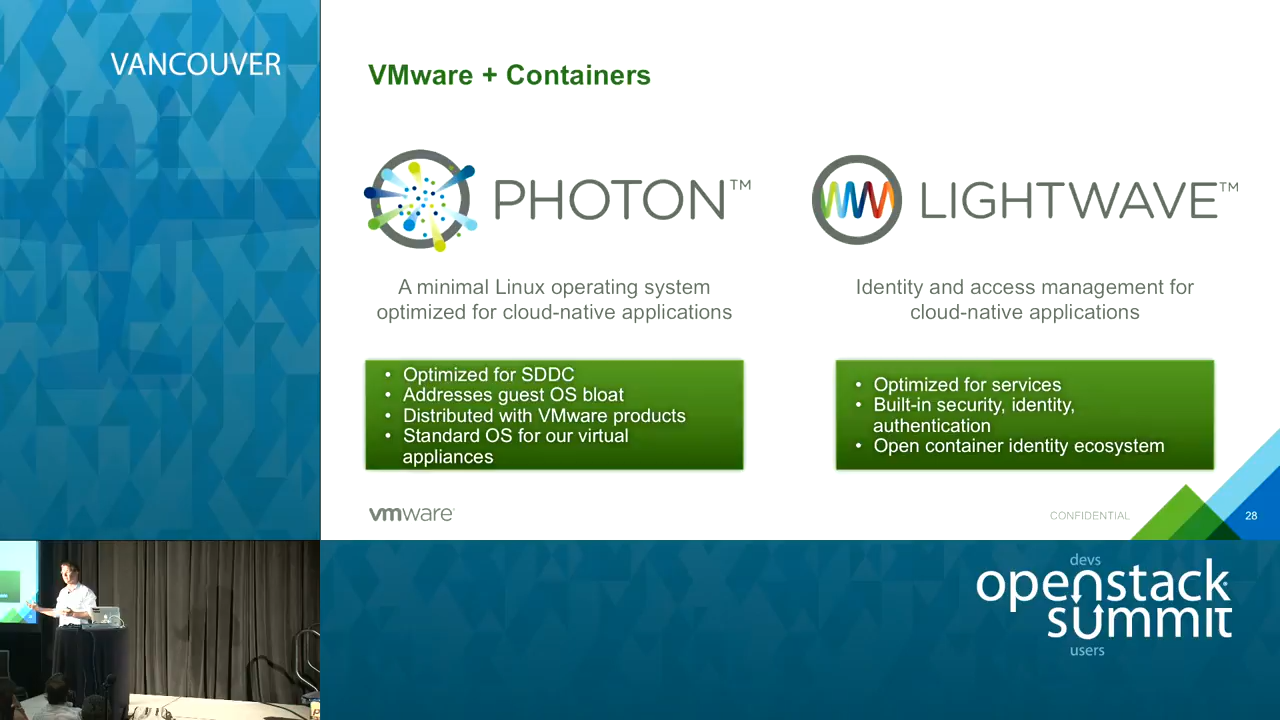 VANCOUVER
VMware + Containers
PHOTON™
LIGHTWAVE™
A minimal Linux operating system
optimized for cloud-native applications
Identity and access management for
cloud-native applications
• Optimized for SDDC
• Addresses guest OS bloat
• Distributed with VMware products
• Standard OS for our virtual
appliances
• Optimized for services
• Built-in security, identity,
authentication
• Open container identity ecosystem
vmware
CONFIDENTIAL
28
devs
openstack
summit
users